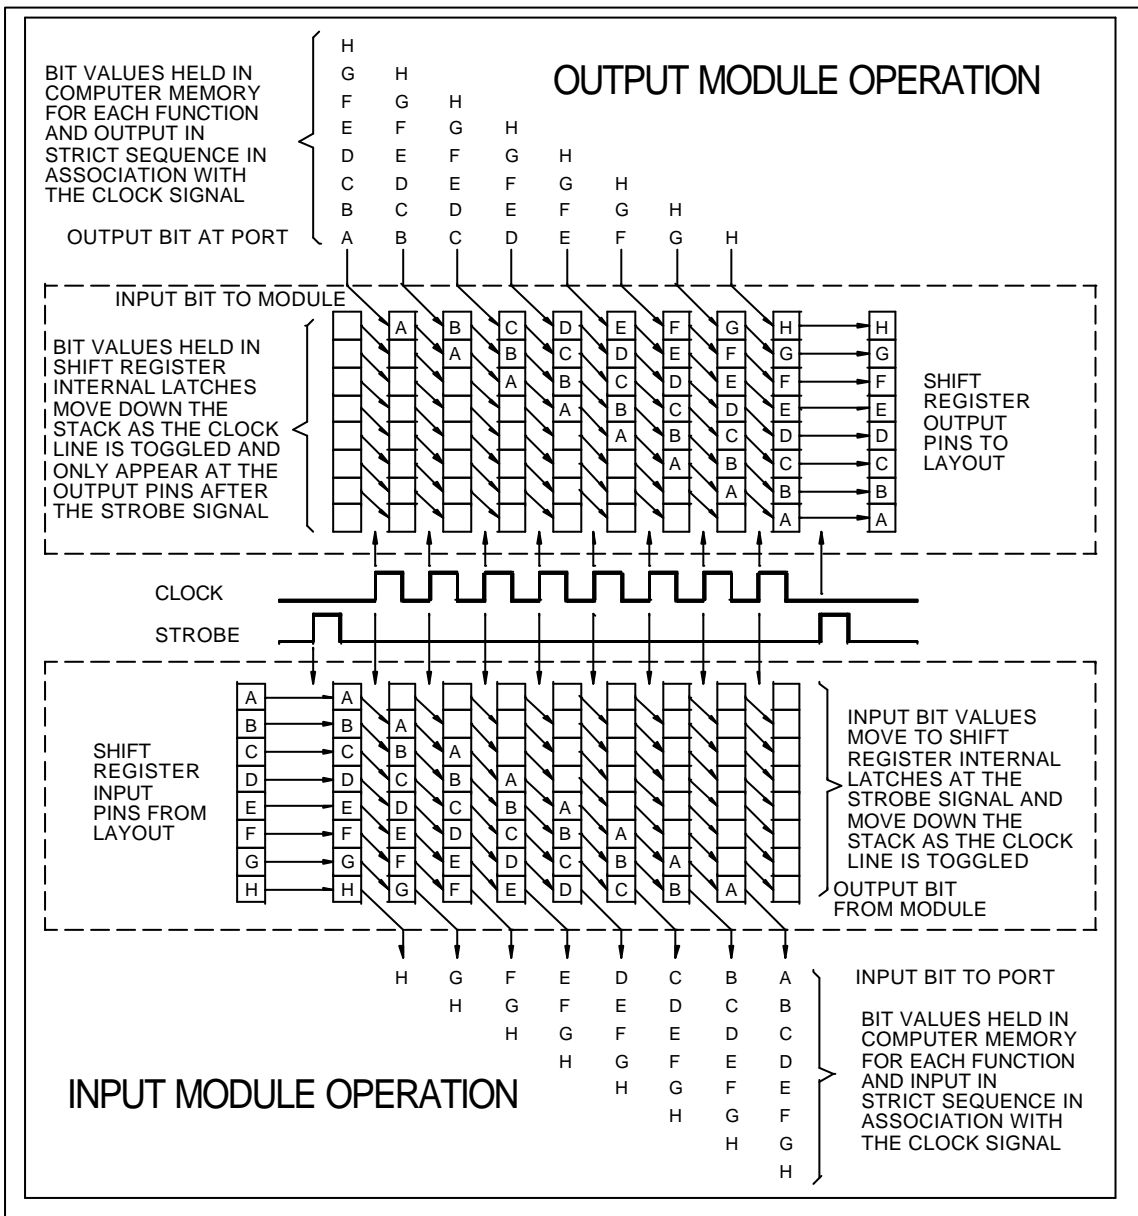 OUTPUT MODULE OPERATION
BIT VALUES HELD IN
COMPUTER MEMORY
FOR EACH FUNCTION
AND OUTPUT IN
STRICT SEQUENCE IN
ASSOCIATION WITH
THE CLOCK SIGNAL
H
G H
F G H
E F G H
D E F G H
C D E F G H
B C D E F G H
OUTPUT BIT AT PORT A B C D E F G H
INPUT BIT TO MODULE
BIT VALUES HELD IN
SHIFT REGISTER
INTERNAL LATCHES
MOVE DOWN THE
STACK AS THE CLOCK
LINE IS TOGGLED AND
ONLY APPEAR AT THE
OUTPUT PINS AFTER
THE STROBE SIGNAL
A B C D E F G H H
A B C D E F G G
A B C D E F F
A B C D E E
A B C D D
A B C C
A B B
A A
SHIFT
REGISTER
OUTPUT
PINS TO
LAYOUT
CLOCK
STROBE
SHIFT
REGISTER
INPUT
PINS FROM
LAYOUT
A A
B B A
C C B A
D D C B A
E E D C B A
F F E D C B A
G G F E D C B A
H H G F E D C B A
INPUT BIT VALUES
MOVE TO SHIFT
REGISTER INTERNAL
LATCHES AT THE
STROBE SIGNAL AND
MOVE DOWN THE
STACK AS THE CLOCK
LINE IS TOGGLED
OUTPUT BIT
FROM MODULE
H G F E D C B A INPUT BIT TO PORT
H G F E D C B
H G F E D C
H G F E D
H G F E
H G F
H G
H
BIT VALUES HELD IN
COMPUTER MEMORY
FOR EACH FUNCTION
AND INPUT IN
STRICT SEQUENCE IN
ASSOCIATION WITH
THE CLOCK SIGNAL
INPUT MODULE OPERATION